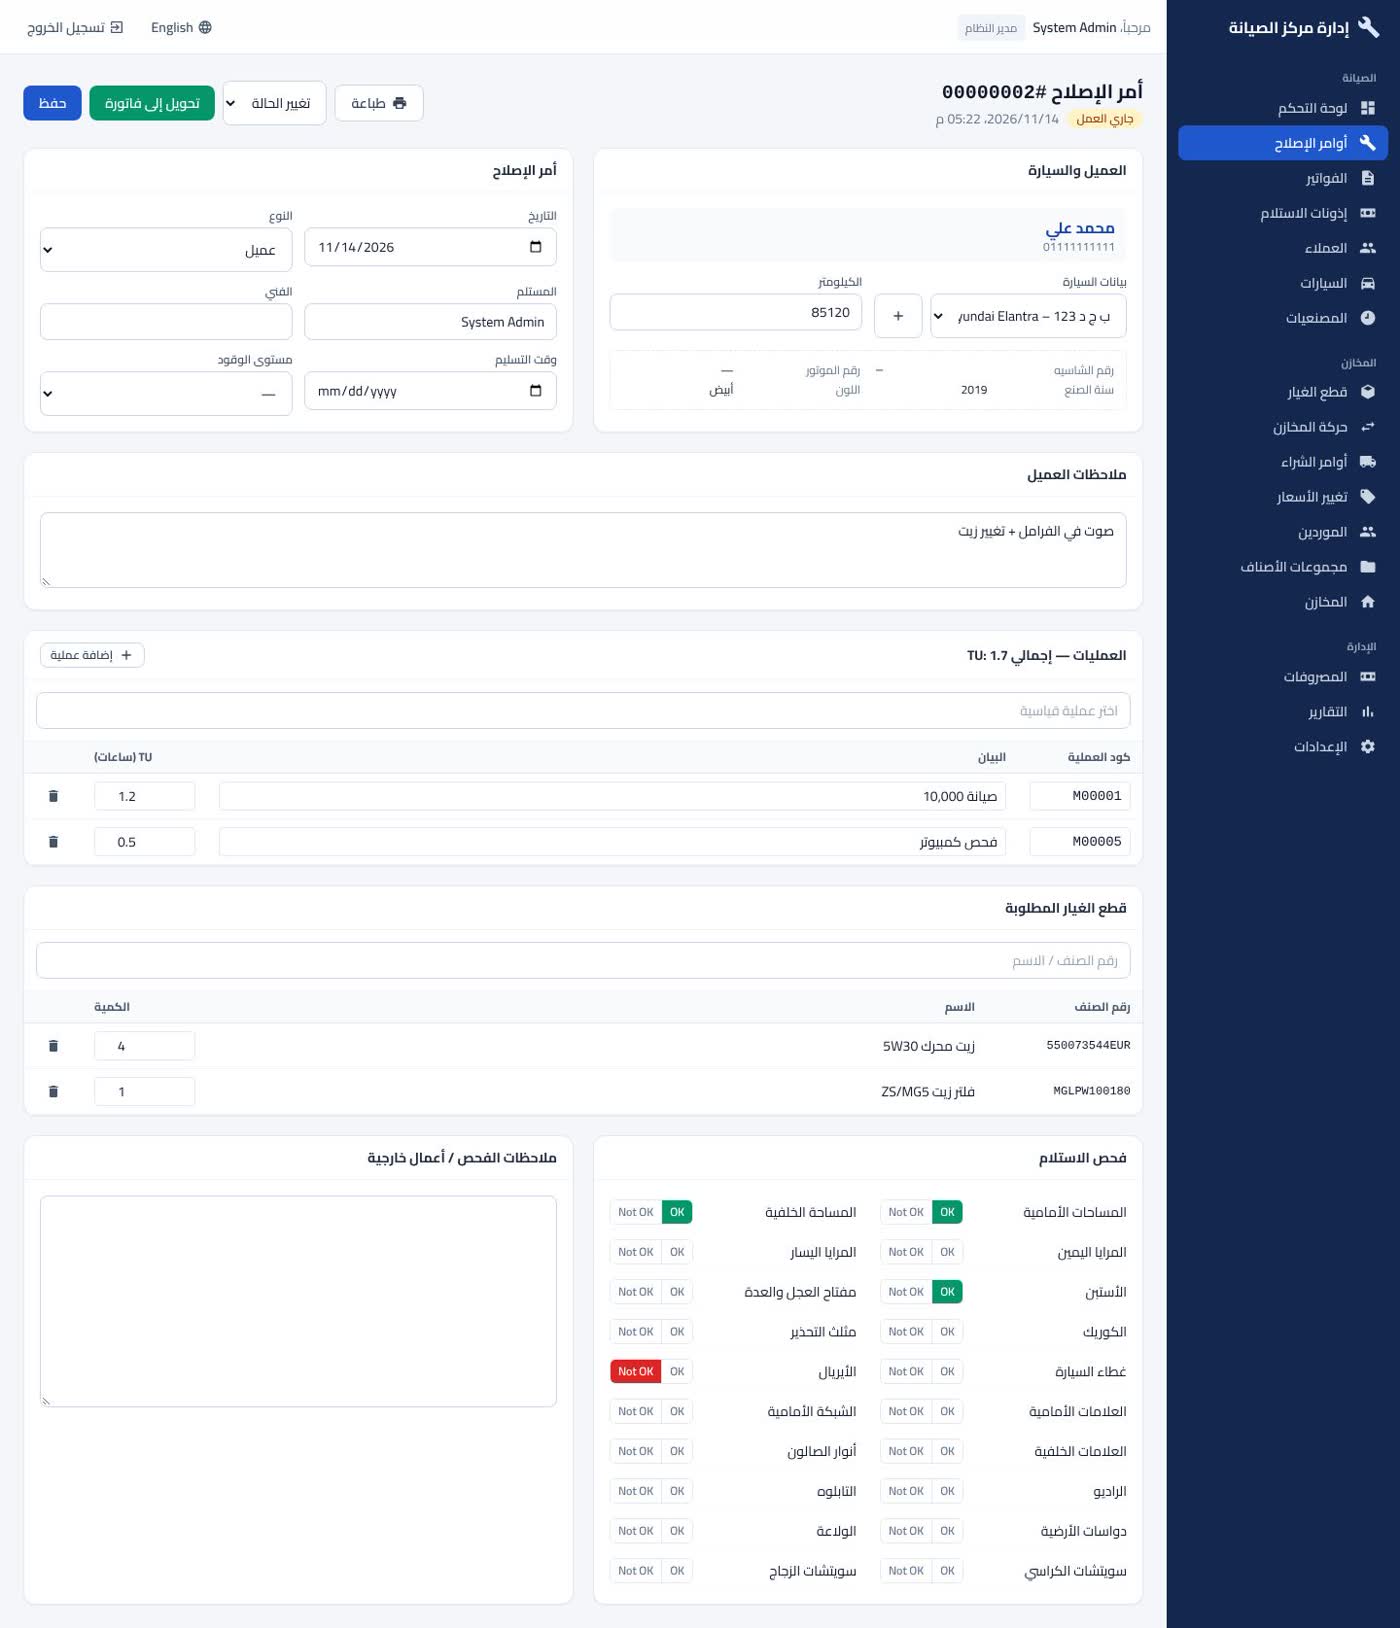 إدارة مركز الصيانة
الصيانة
لوحة التحكم
أوامر الإصلاح
الفواتير
إذونات الاستلام
العملاء
السيارات
المصنعيات
المخازن
قطع الغيار
حركة المخازن
أوامر الشراء
تغيير الأسعار
الموردين
مجموعات الأصناف
المخازن
الإدارة
المصروفات
التقارير
الإعدادات
مرحباً، System Admin مدير النظام
English تسجيل الخروج
أمر الإصلاح #00000002
جاري العمل 2026/11/14، 05:22 م
طباعة تغيير الحالة تحويل إلى فاتورة حفظ
العميل والسيارة
محمد علي
01111111111
بيانات السيارة الكيلومتر
ب ج د 123 – yundai Elantra + 85120
رقم الشاسيه – رقم الموتور —
سنة الصنع 2019 اللون أبيض
أمر الإصلاح
التاريخ النوع
11/14/2026 عميل
المستلم الفني
System Admin
وقت التسليم مستوى الوقود
mm/dd/yyyy —
ملاحظات العميل
صوت في الفرامل + تغيير زيت
العمليات — إجمالي TU: 1.7 + إضافة عملية
اختر عملية قياسية
كود العملية البيان TU (ساعات)
M00001 صيانة 10,000 1.2
M00005 فحص كمبيوتر 0.5
قطع الغيار المطلوبة
رقم الصنف / الاسم
رقم الصنف الاسم الكمية
550073544EUR زيت محرك 5W30 4
MGLPW100180 فلتر زيت ZS/MG5 1
فحص الاستلام
المساحات الأمامية OK Not OK المساحة الخلفية OK Not OK
المرايا اليمين OK Not OK المرايا اليسار OK Not OK
الأستبن OK Not OK مفتاح العجل والعدة OK Not OK
الكوريك OK Not OK مثلث التحذير OK Not OK
غطاء السيارة OK Not OK الأيريال OK Not OK
العلامات الأمامية OK Not OK الشبكة الأمامية OK Not OK
العلامات الخلفية OK Not OK أنوار الصالون OK Not OK
الراديو OK Not OK التابلوه OK Not OK
دواسات الأرضية OK Not OK الولاعة OK Not OK
سويتشات الكراسي OK Not OK سويتشات الزجاج OK Not OK
ملاحظات الفحص / أعمال خارجية